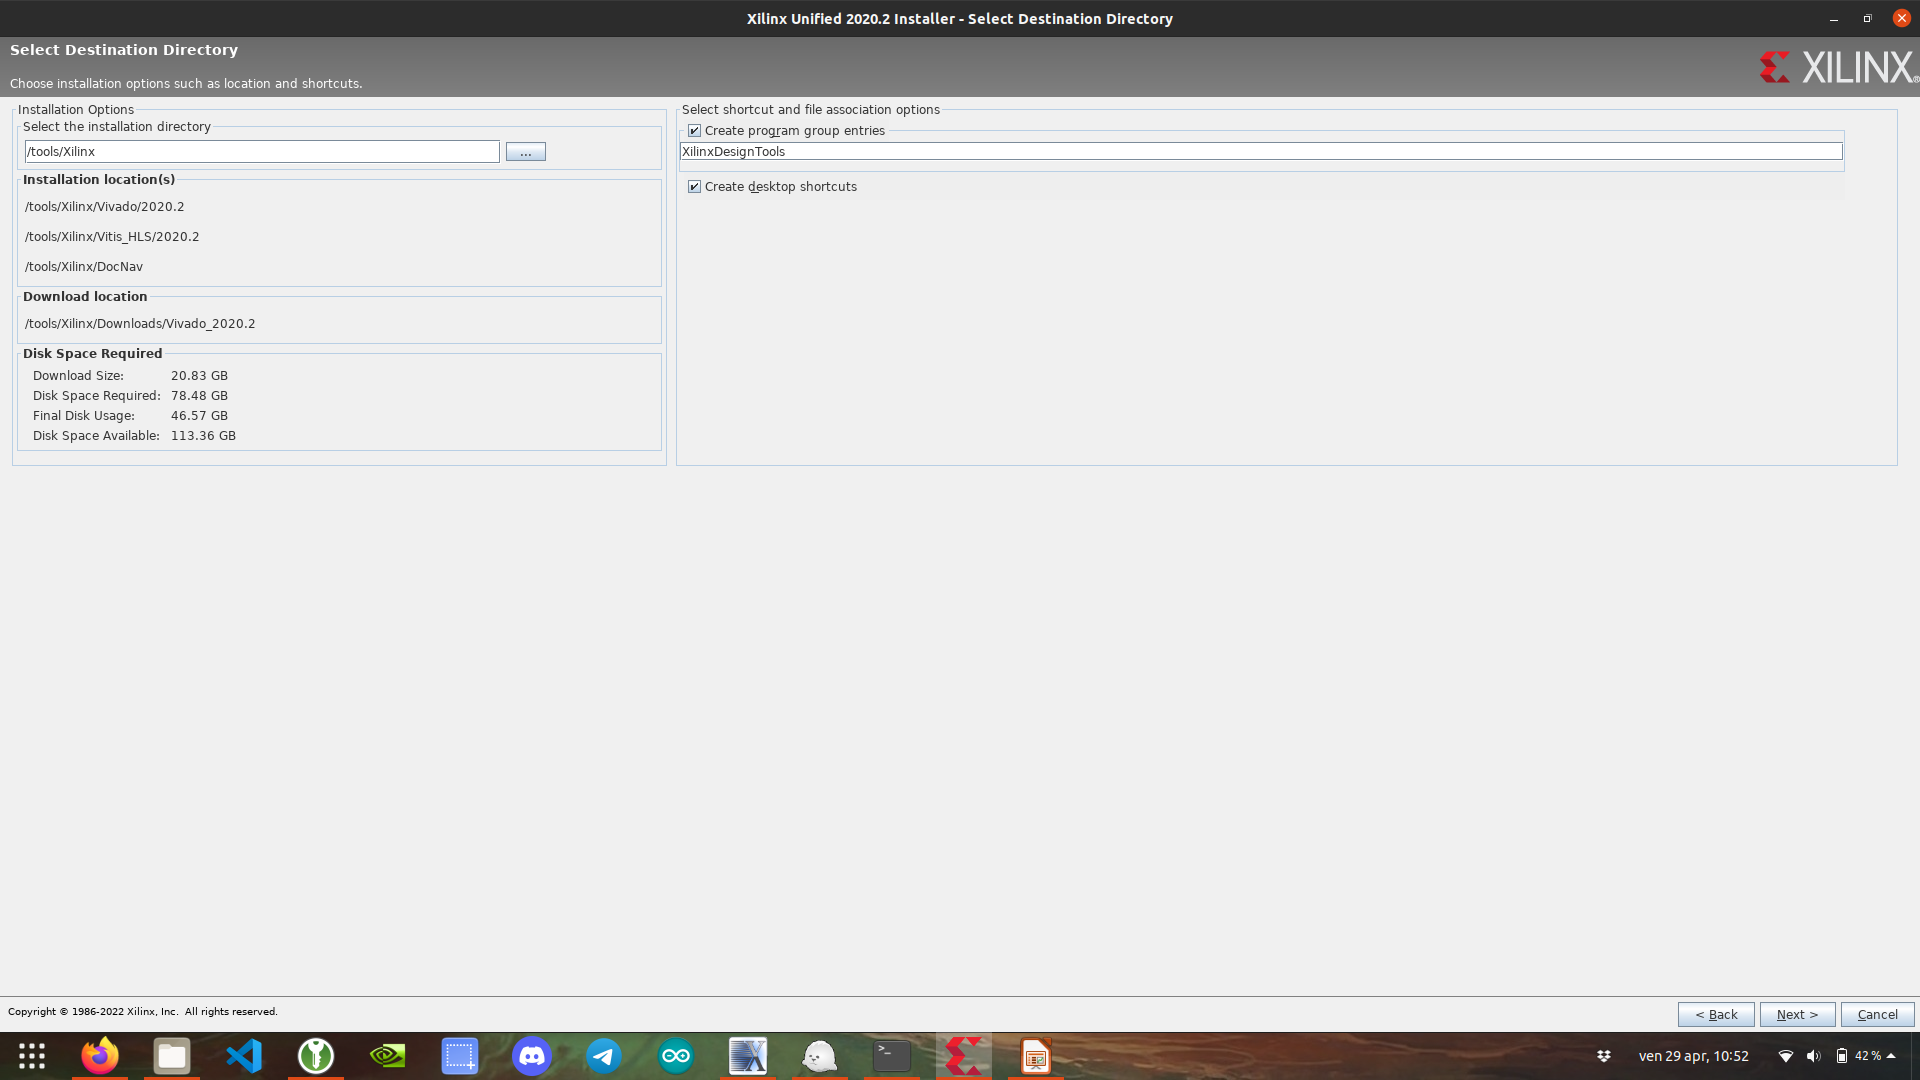 Xilinx Unified 2020.2 Installer - Select Destination Directory
Select Destination Directory
Choose installation options such as location and shortcuts.
XILINX®
Installation Options
Select the installation directory
/tools/Xilinx
...
Installation location(s)
/tools/Xilinx/Vivado/2020.2
/tools/Xilinx/Vitis_HLS/2020.2
/tools/Xilinx/DocNav
Download location
/tools/Xilinx/Downloads/Vivado_2020.2
Disk Space Required
Download Size: 20.83 GB
Disk Space Required: 78.48 GB
Final Disk Usage: 46.57 GB
Disk Space Available: 113.36 GB
Select shortcut and file association options
Create program group entries
XilinxDesignTools
Create desktop shortcuts
Copyright © 1986-2022 Xilinx, Inc. All rights reserved.
< Back
Next >
Cancel
ven 29 apr, 10:52
42 %